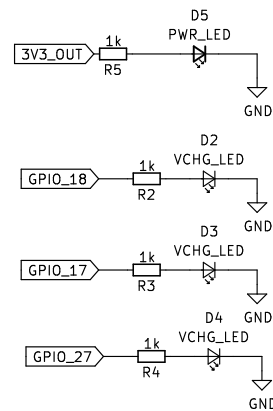 D5
PWR_LED
3V3_OUT
1k
R5
GND
D2
VCHG_LED
GPIO_18
1k
R2
GND
D3
VCHG_LED
GPIO_17
1k
R3
GND
D4
VCHG_LED
GPIO_27
1k
R4
GND